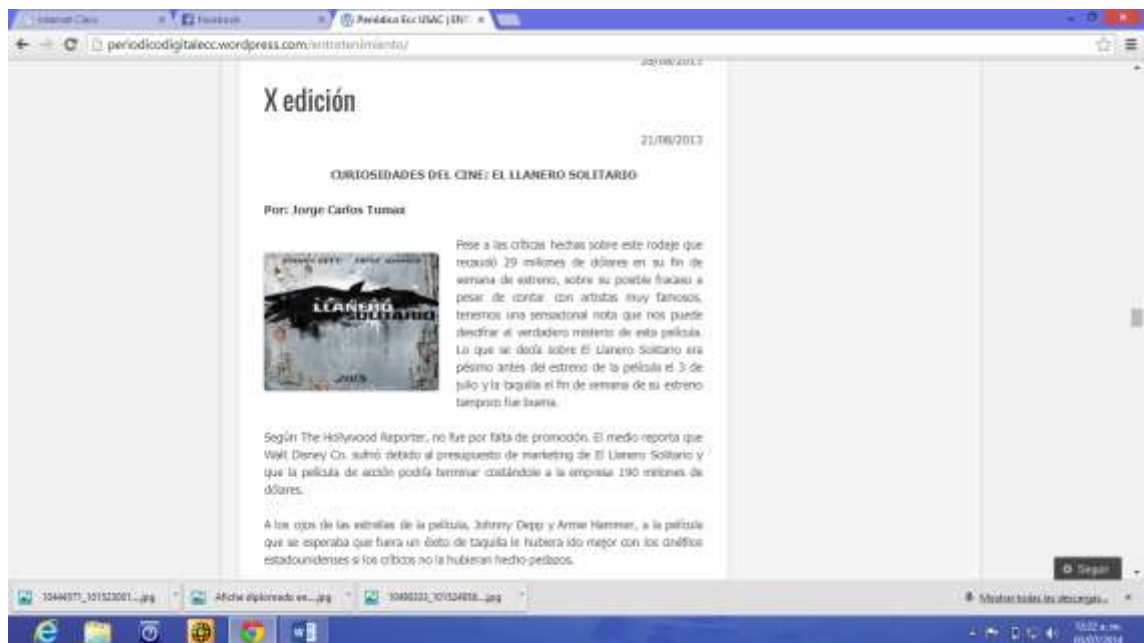 Facebook
Periódico Ecc USAC | ENT
periodicodigitalecc.wordpress.com/entretenimiento/
28/08/2013
X edición
21/08/2013
CURIOSIDADES DEL CINE: EL LLANERO SOLITARIO
Por: Jorge Carlos Tumax
Pese a las críticas hechas sobre este rodaje que
recaudó 29 millones de dólares en su fin de
semana de estreno, sobre su posible fracaso a
pesar de contar con artistas muy famosos,
tenemos una sensacional nota que nos puede
descifrar el verdadero misterio de esta película.
Lo que se decía sobre El Llanero Solitario era
pésimo antes del estreno de la película el 3 de
julio y la taquilla el fin de semana de su estreno
tampoco fue buena.
LLANERO
SOLITARIO
2013
Según The Hollywood Reporter, no fue por falta de promoción. El medio reporta que
Walt Disney Co. sufrió debido al presupuesto de marketing de El Llanero Solitario y
que la película de acción podría terminar costándole a la empresa 190 millones de
dólares.
A los ojos de las estrellas de la película, Johnny Depp y Armie Hammer, a la película
que se esperaba que fuera un éxito de taquilla le hubiera ido mejor con los cinéfilos
estadounidenses si los críticos no la hubieran hecho pedazos.
Seguir
Afiche diplomado en....jpg
Mostrar todas las descargas...